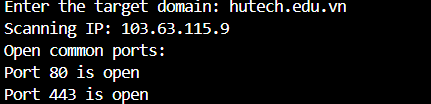 Enter the target domain: hutech.edu.vn
Scanning IP: 103.63.115.9
Open common ports:
Port 80 is open
Port 443 is open